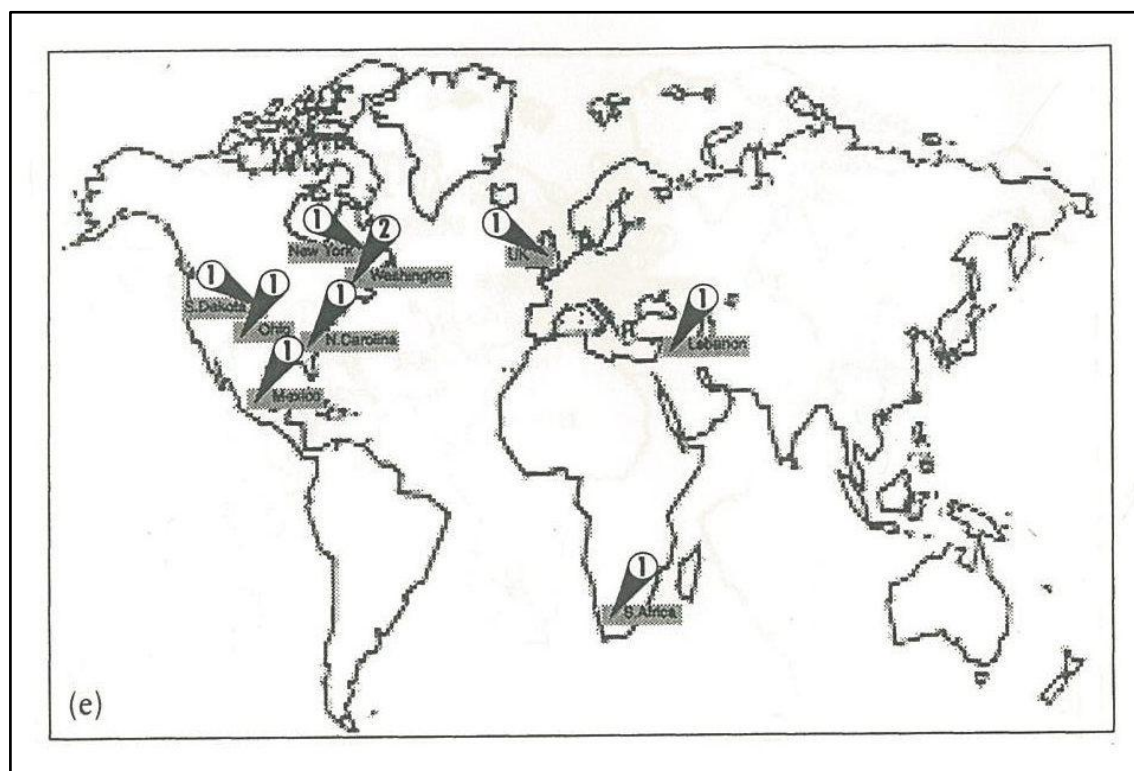 1
2
1
New York
UK
Washington
1
1
1
1
S.Dakota
Ohio
N.Carolina
Lebanon
1
Mexico
1
S.Africa
(e)